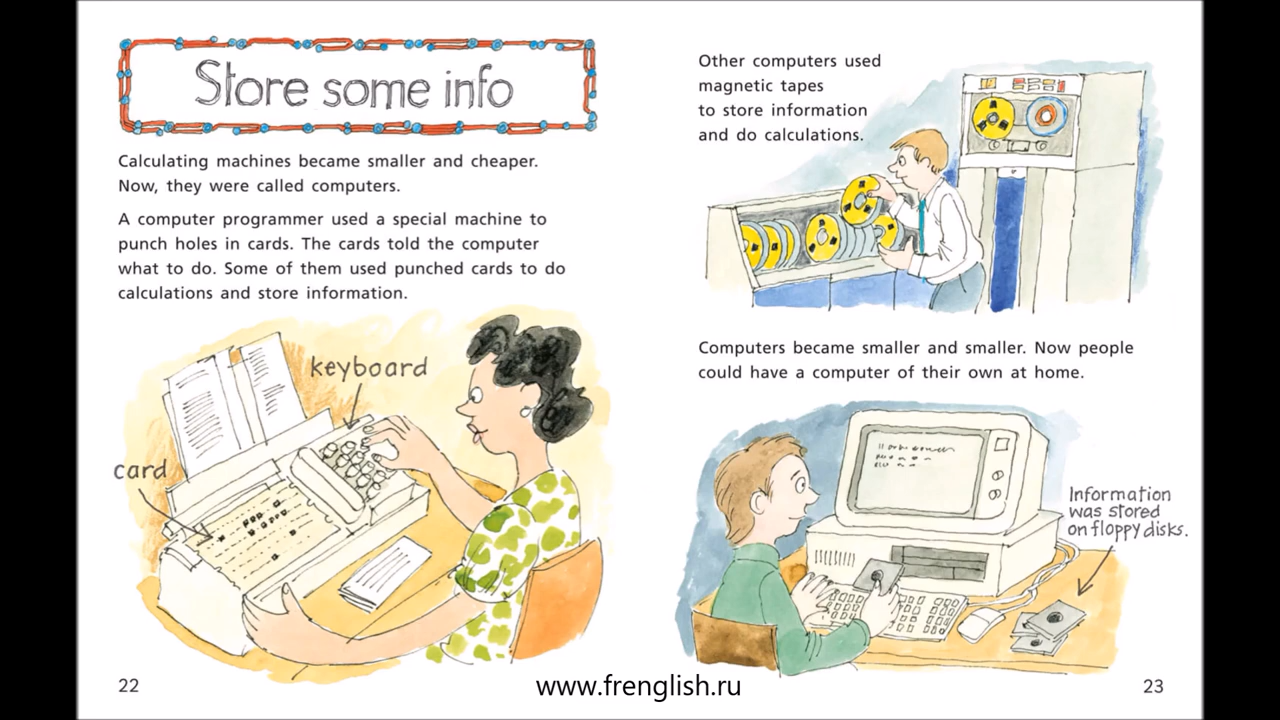 Store some info
Calculating machines became smaller and cheaper.
Now, they were called computers.
A computer programmer used a special machine to
punch holes in cards. The cards told the computer
what to do. Some of them used punched cards to do
calculations and store information.
keyboard
card
22
Other computers used
magnetic tapes
to store information
and do calculations.
Computers became smaller and smaller. Now people
could have a computer of their own at home.
Information
was stored
on floppy disks.
23
www.frenglish.ru